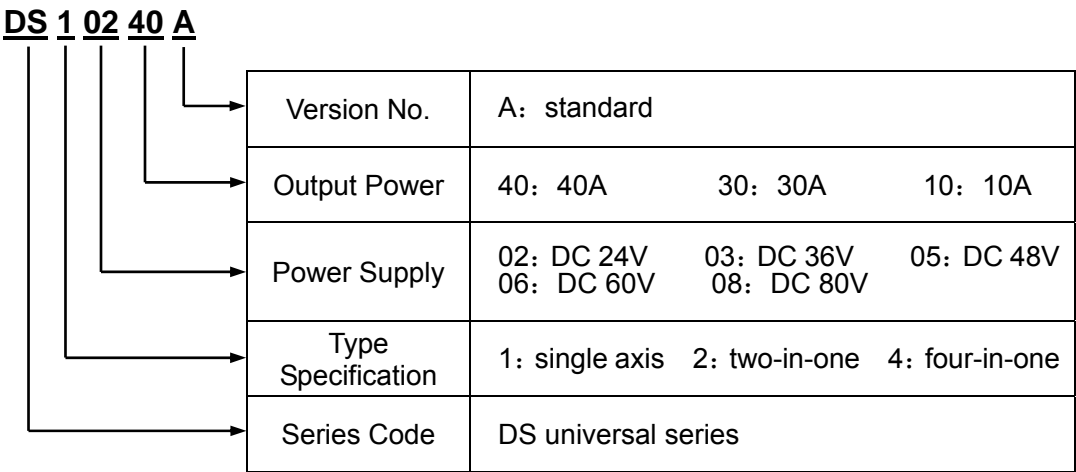 DS 1 02 40 A
Version No. A：standard
Output Power 40：40A 30：30A 10：10A
Power Supply 02：DC 24V 03：DC 36V 05：DC 48V
06：DC 60V 08：DC 80V
Type
Specification 1：single axis 2：two-in-one 4：four-in-one
Series Code DS universal series